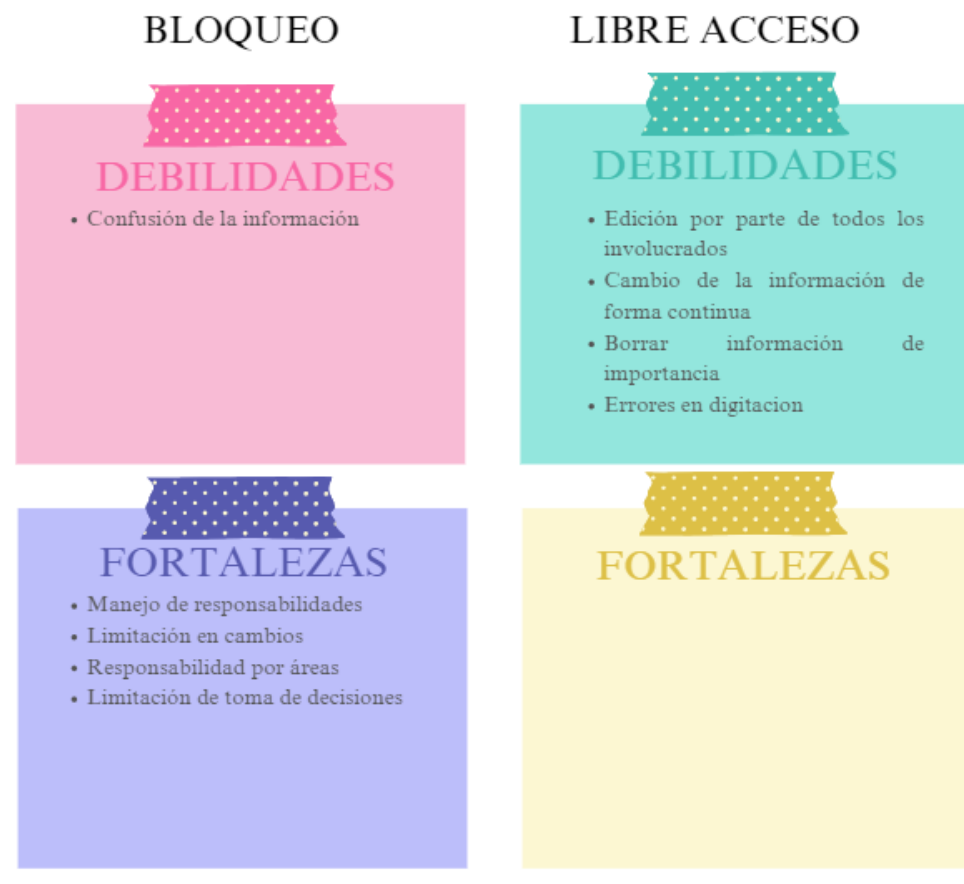 BLOQUEO
LIBRE ACCESO
DEBILIDADES
• Confusión de la información
DEBILIDADES
• Edición por parte de todos los
involucrados
• Cambio de la información de
forma continua
• Borrar información de
importancia
• Errores en digitacion
FORTALEZAS
• Manejo de responsabilidades
• Limitación en cambios
• Responsabilidad por áreas
• Limitación de toma de decisiones
FORTALEZAS